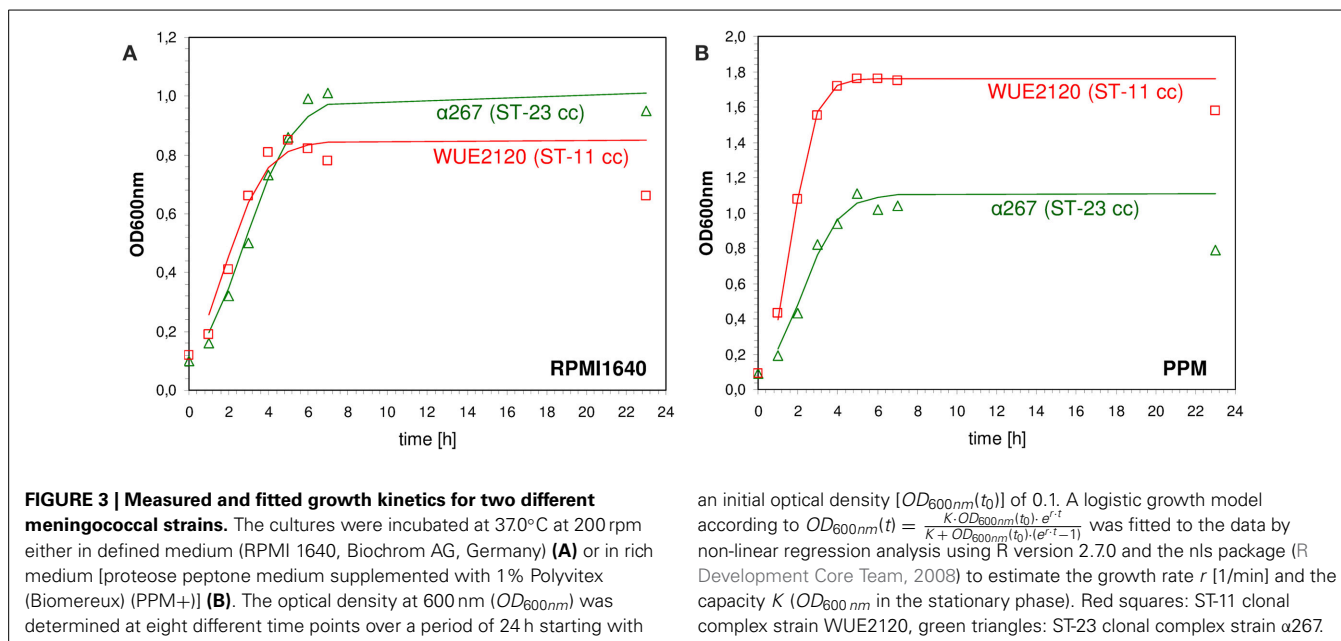 A
OD600nm
1,0
0,8
0,6
0,4
0,2
0,0
α267 (ST-23 cc)
WUE2120 (ST-11 cc)
RPMI1640
0 2 4 6 8 10 12 14 16 18 20 22 24
time [h]
B
OD600nm
2,0
1,8
1,6
1,4
1,2
1,0
0,8
0,6
0,4
0,2
0,0
WUE2120 (ST-11 cc)
α267 (ST-23 cc)
PPM
0 2 4 6 8 10 12 14 16 18 20 22 24
time [h]
FIGURE 3 | Measured and fitted growth kinetics for two different
meningococcal strains. The cultures were incubated at 37.0°C at 200 rpm
either in defined medium (RPMI 1640, Biochrom AG, Germany) (A) or in rich
medium [proteose peptone medium supplemented with 1% Polyvitex
(Biomereux) (PPM+)] (B). The optical density at 600 nm (OD600nm) was
determined at eight different time points over a period of 24 h starting with
an initial optical density [OD600nm(t0)] of 0.1. A logistic growth model
according to OD600nm(t) = K·OD600nm(t0)·e^(r·t) / (K+OD600nm(t0)·(e^(r·t)−1)) was fitted to the data by
non-linear regression analysis using R version 2.7.0 and the nls package (R
Development Core Team, 2008) to estimate the growth rate r [1/min] and the
capacity K (OD600 nm in the stationary phase). Red squares: ST-11 clonal
complex strain WUE2120, green triangles: ST-23 clonal complex strain α267.